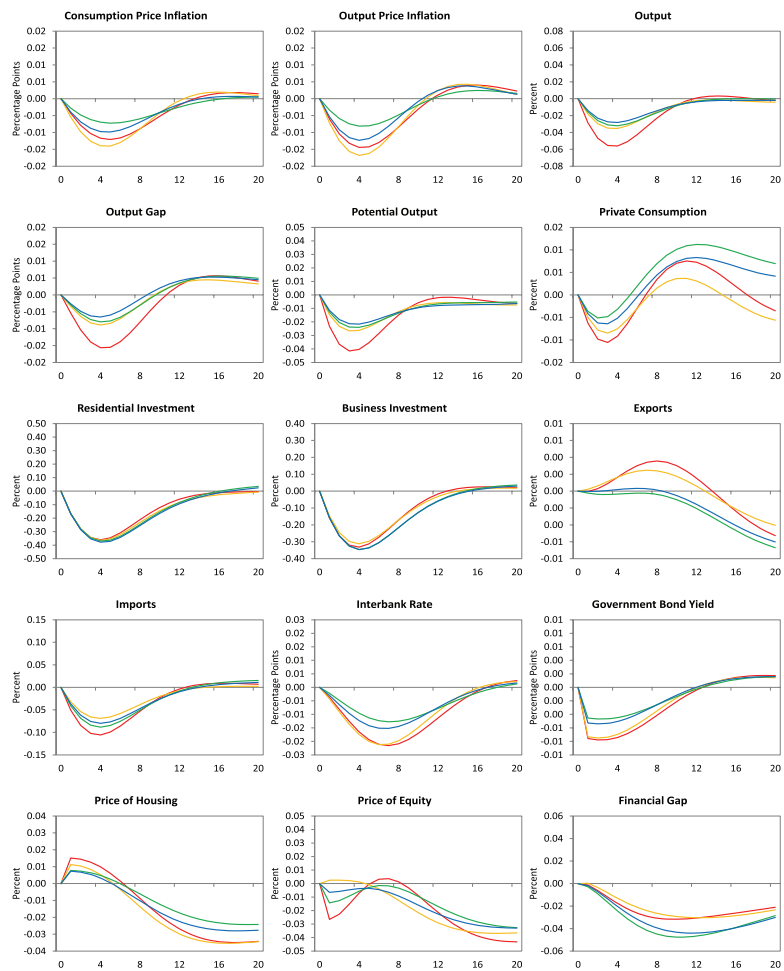 Consumption Price Inflation
Percentage Points
0.02
0.01
0.01
0.00
-0.01
-0.01
-0.02
0 4 8 12 16 20
Output Price Inflation
Percentage Points
0.02
0.01
0.01
0.00
-0.01
-0.01
-0.02
0 4 8 12 16 20
Output
Percent
0.08
0.06
0.04
0.02
0.00
-0.02
-0.04
-0.06
-0.08
0 4 8 12 16 20
Output Gap
Percentage Points
0.02
0.02
0.01
0.01
0.00
-0.01
-0.01
-0.02
-0.02
0 4 8 12 16 20
Potential Output
Percent
0.05
0.04
0.03
0.01
0.00
-0.01
-0.03
-0.04
-0.05
0 4 8 12 16 20
Private Consumption
Percent
0.02
0.01
0.01
0.00
-0.01
-0.01
-0.02
0 4 8 12 16 20
Residential Investment
Percent
0.50
0.40
0.30
0.20
0.10
0.00
-0.10
-0.20
-0.30
-0.40
-0.50
0 4 8 12 16 20
Business Investment
Percent
0.40
0.30
0.20
0.10
0.00
-0.10
-0.20
-0.30
-0.40
0 4 8 12 16 20
Exports
Percent
0.01
0.01
0.00
0.00
0.00
0.00
0.00
-0.01
-0.01
0 4 8 12 16 20
Imports
Percent
0.15
0.10
0.05
0.00
-0.05
-0.10
-0.15
0 4 8 12 16 20
Interbank Rate
Percentage Points
0.03
0.02
0.02
0.01
0.01
0.00
-0.01
-0.01
-0.02
-0.02
-0.03
0 4 8 12 16 20
Government Bond Yield
Percentage Points
0.01
0.01
0.01
0.00
0.00
0.00
0.00
0.00
-0.01
-0.01
-0.01
0 4 8 12 16 20
Price of Housing
Percent
0.04
0.03
0.02
0.01
0.00
-0.01
-0.02
-0.03
-0.04
0 4 8 12 16 20
Price of Equity
Percent
0.05
0.04
0.03
0.02
0.01
0.00
-0.01
-0.02
-0.03
-0.04
-0.05
0 4 8 12 16 20
Financial Gap
Percent
0.06
0.04
0.02
0.00
-0.02
-0.04
-0.06
0 4 8 12 16 20